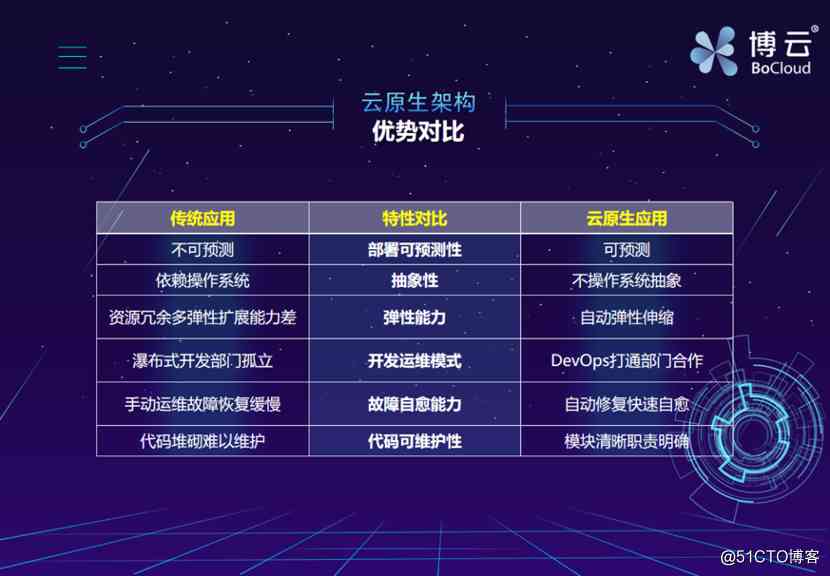 博云®
BoCloud
云原生架构
优势对比
传统应用 特性对比 云原生应用
不可预测 部署可预测性 可预测
依赖操作系统 抽象性 不操作系统抽象
资源冗余多弹性扩展能力差 弹性能力 自动弹性伸缩
瀑布式开发部门孤立 开发运维模式 DevOps打通部门合作
手动运维故障恢复缓慢 故障自愈能力 自动修复快速自愈
代码堆砌难以维护 代码可维护性 模块清晰职责明确
@51CTO博客